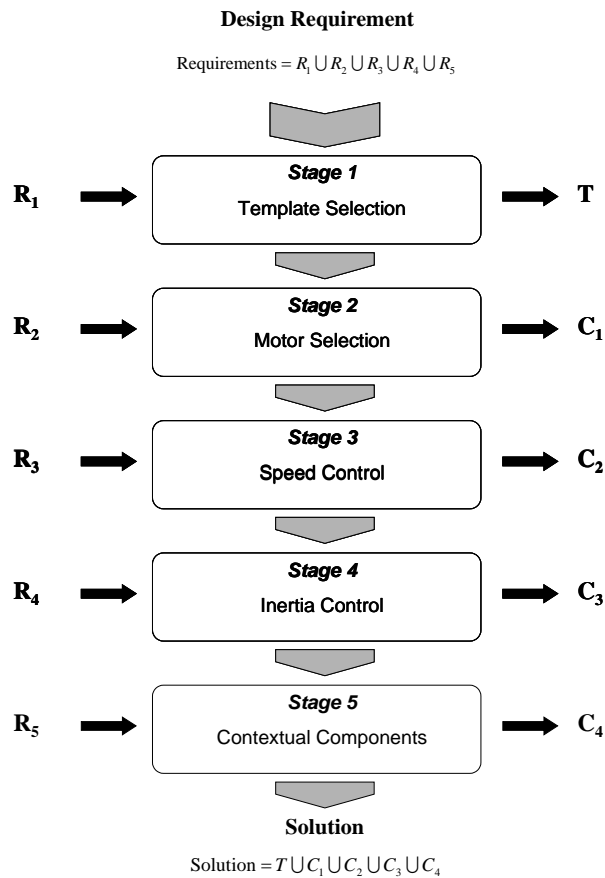 Design Requirement
Requirements = R₁ ⋃ R₂ ⋃ R₃ ⋃ R₄ ⋃ R₅
Stage 1
R₁ Template Selection T
Stage 2
R₂ Motor Selection C₁
Stage 3
R₃ Speed Control C₂
Stage 4
R₄ Inertia Control C₃
Stage 5
R₅ Contextual Components C₄
Solution
Solution = T ⋃ C₁ ⋃ C₂ ⋃ C₃ ⋃ C₄